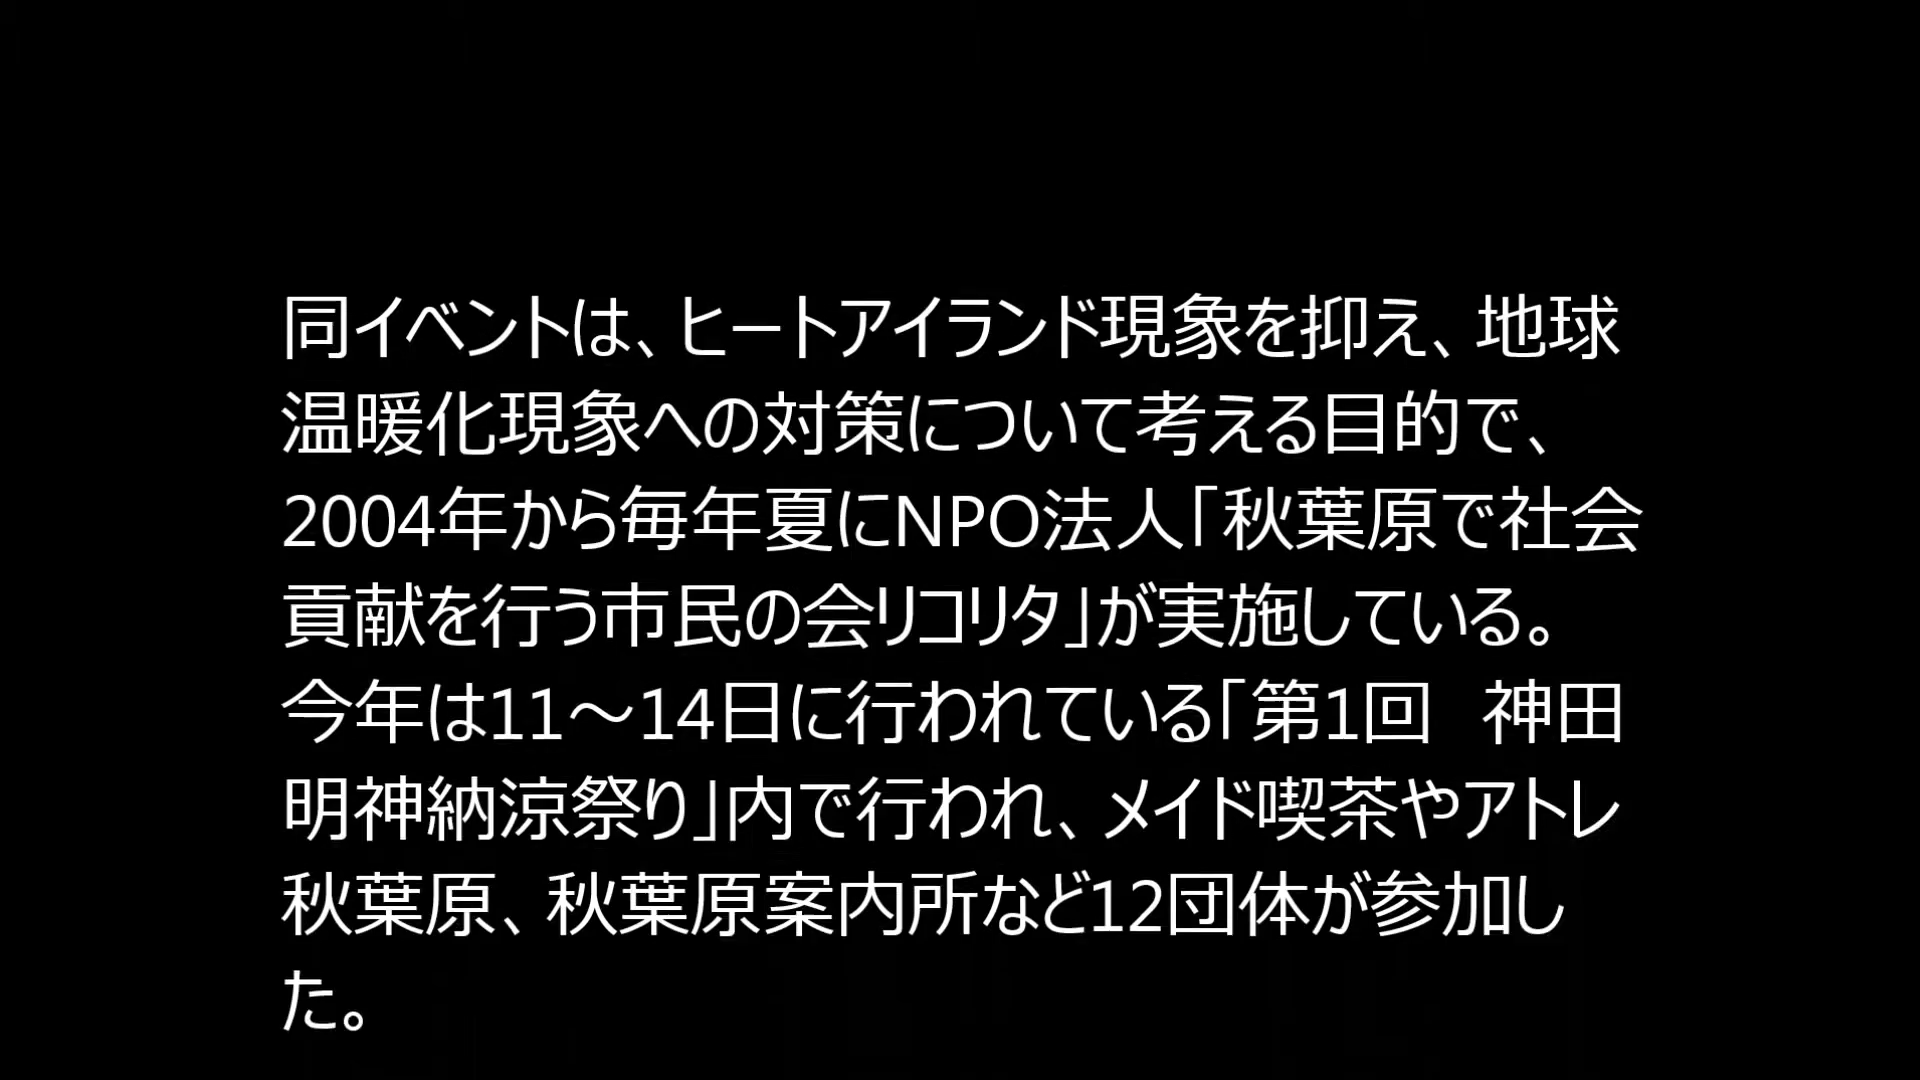 同イベントは、ヒートアイランド現象を抑え、地球
温暖化現象への対策について考える目的で、
2004年から毎年夏にNPO法人「秋葉原で社会
貢献を行う市民の会リコリタ」が実施している。
今年は11～14日に行われている「第1回　神田
明神納涼祭り」内で行われ、メイド喫茶やアトレ
秋葉原、秋葉原案内所など12団体が参加し
た。